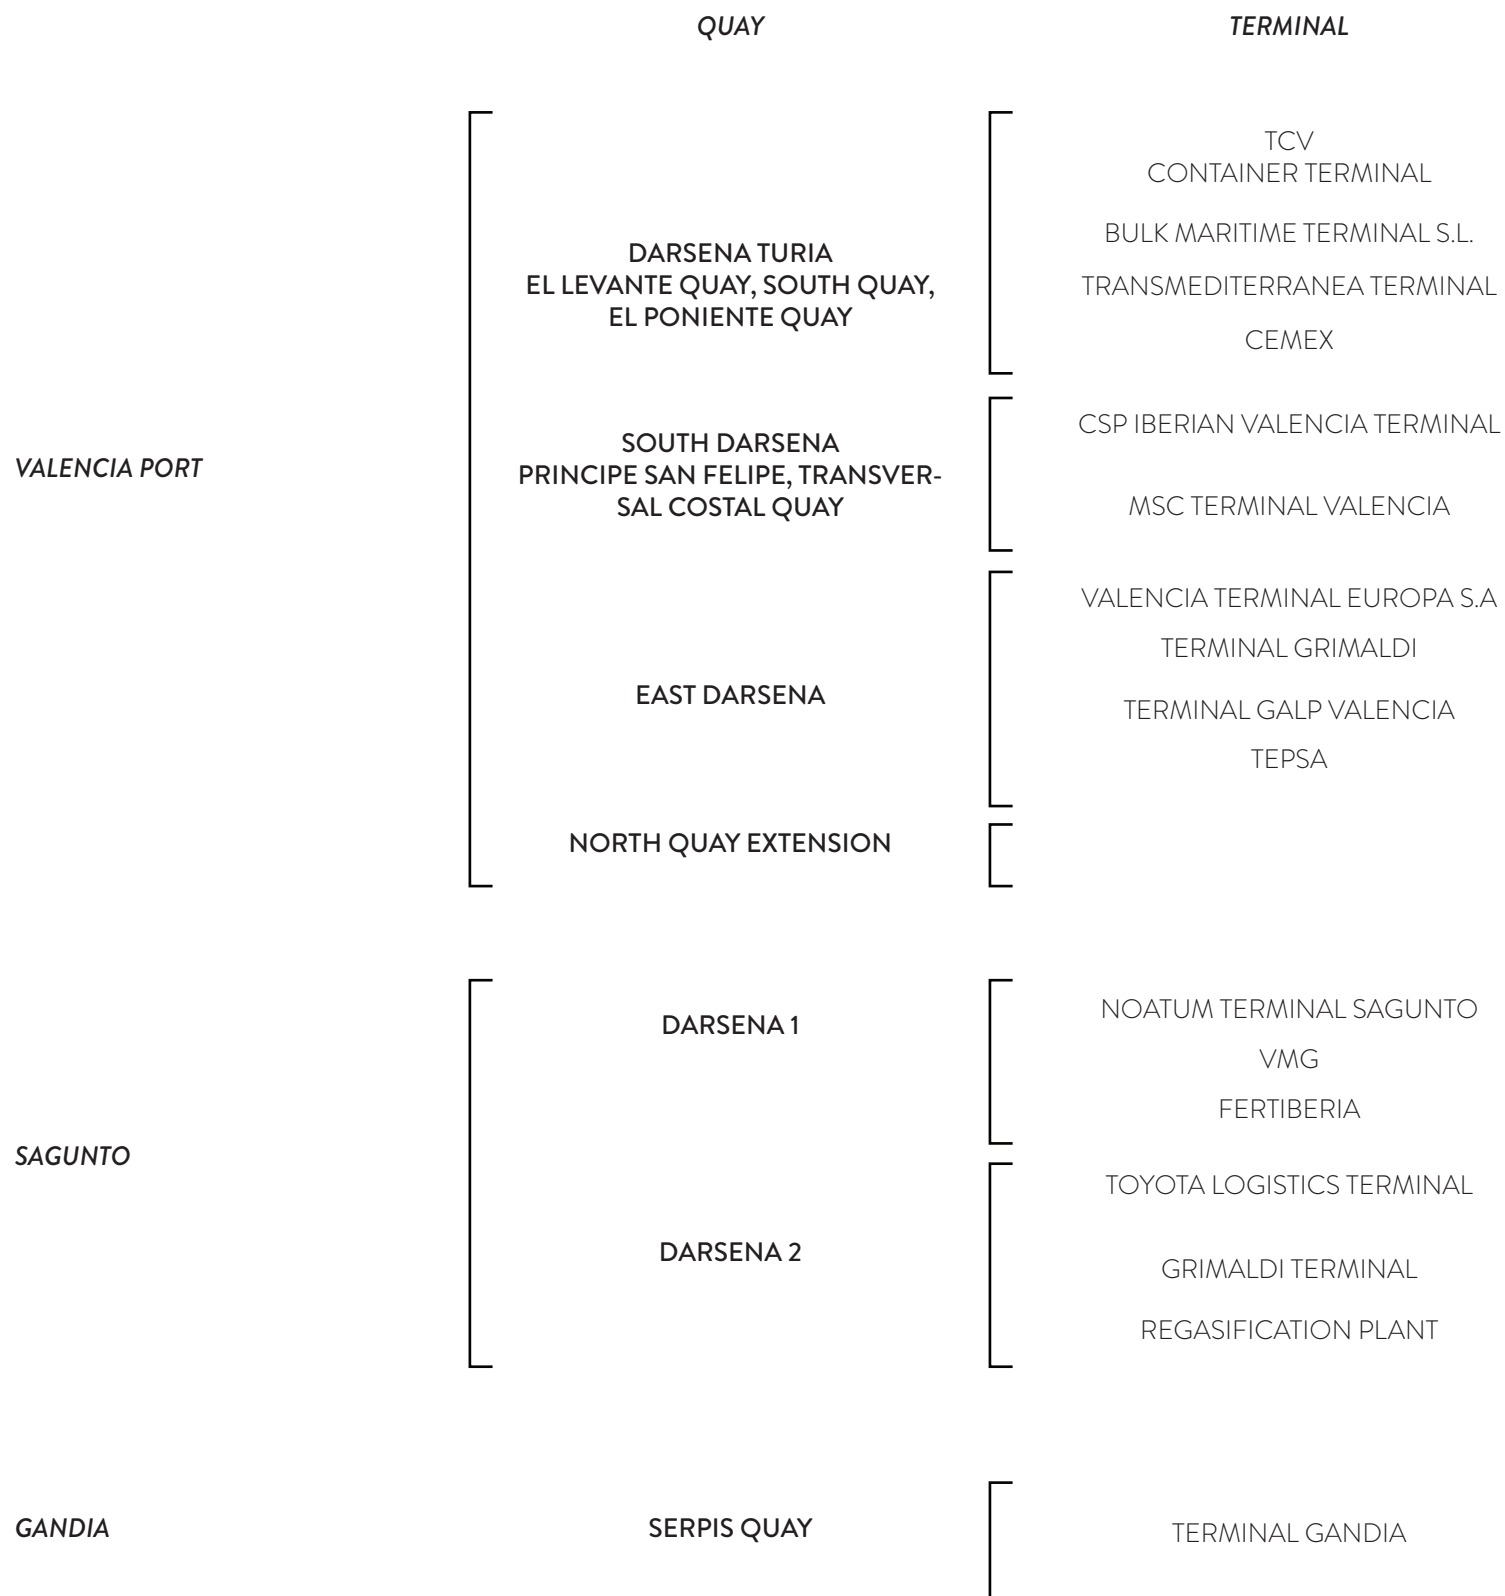 QUAY
TERMINAL
VALENCIA PORT
DARSENA TURIA
EL LEVANTE QUAY, SOUTH QUAY,
EL PONIENTE QUAY
TCV
CONTAINER TERMINAL
BULK MARITIME TERMINAL S.L.
TRANSMEDITERRANEA TERMINAL
CEMEX
SOUTH DARSENA
PRINCIPE SAN FELIPE, TRANSVER-
SAL COSTAL QUAY
CSP IBERIAN VALENCIA TERMINAL
MSC TERMINAL VALENCIA
EAST DARSENA
VALENCIA TERMINAL EUROPA S.A
TERMINAL GRIMALDI
TERMINAL GALP VALENCIA
TEPSA
NORTH QUAY EXTENSION
SAGUNTO
DARSENA 1
NOATUM TERMINAL SAGUNTO
VMG
FERTIBERIA
DARSENA 2
TOYOTA LOGISTICS TERMINAL
GRIMALDI TERMINAL
REGASIFICATION PLANT
GANDIA
SERPIS QUAY
TERMINAL GANDIA